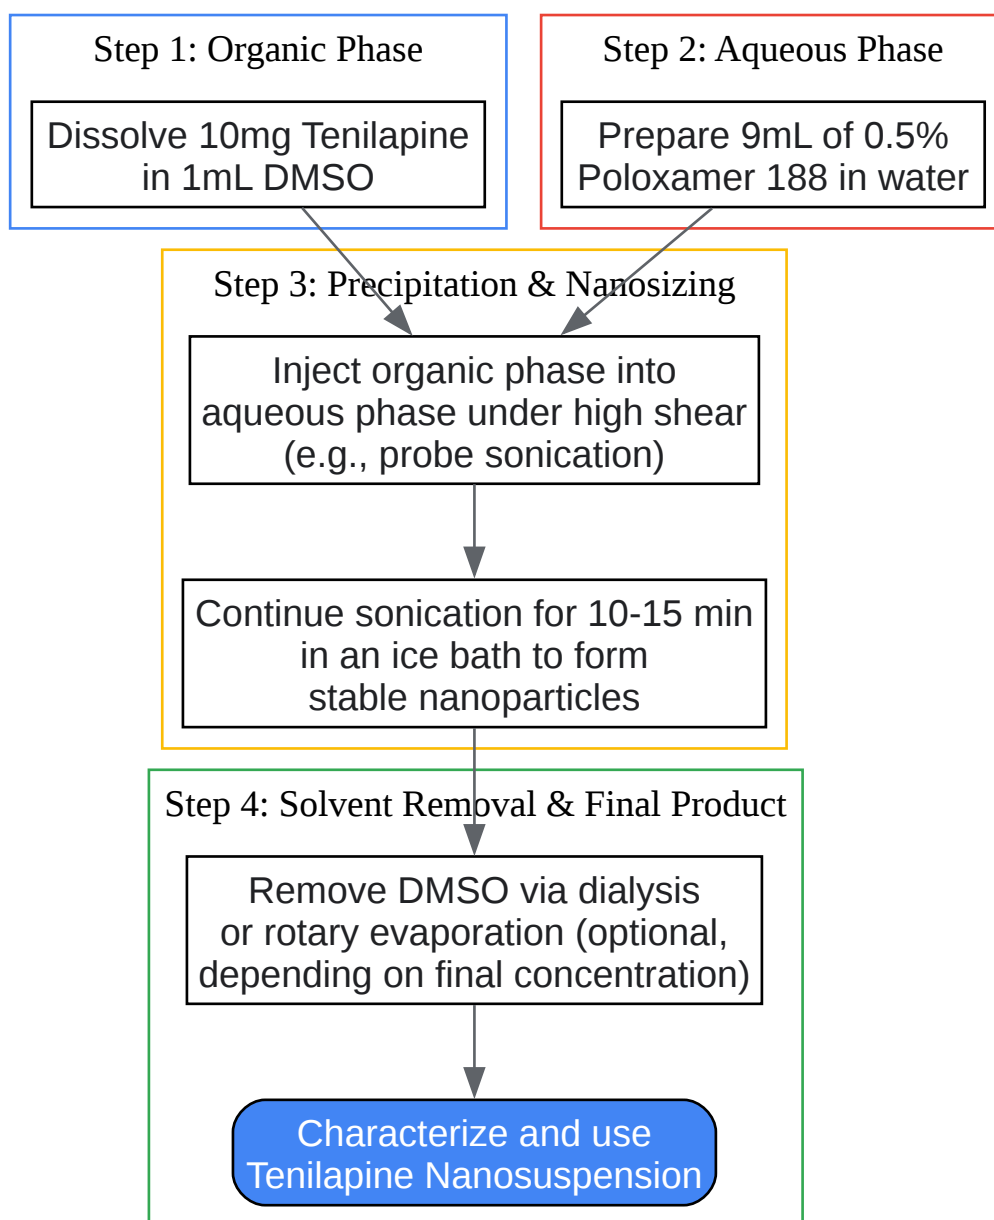 Step 1: Organic Phase
Dissolve 10mg Tenilapine
in 1mL DMSO
Step 2: Aqueous Phase
Prepare 9mL of 0.5%
Poloxamer 188 in water
Step 3: Precipitation & Nanosizing
Inject organic phase into
aqueous phase under high shear
(e.g., probe sonication)
Continue sonication for 10-15 min
in an ice bath to form
stable nanoparticles
Step 4: Solvent Removal & Final Product
Remove DMSO via dialysis
or rotary evaporation (optional,
depending on final concentration)
Characterize and use
Tenilapine Nanosuspension